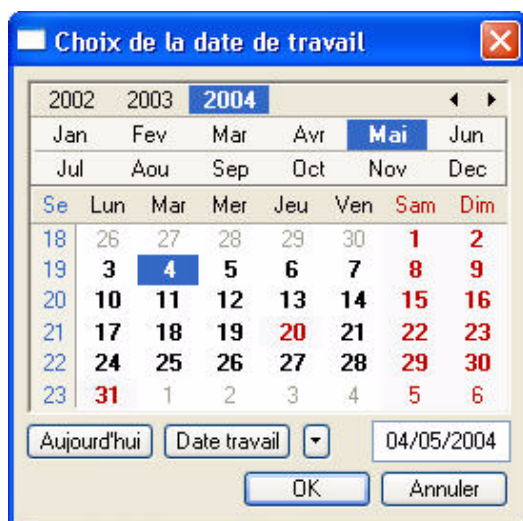 Choix de la date de travail
2002 2003 2004
Jan Fev Mar Avr Mai Jun
Jul Aou Sep Oct Nov Dec
Se Lun Mar Mer Jeu Ven Sam Dim
18 26 27 28 29 30 1 2
19 3 4 5 6 7 8 9
20 10 11 12 13 14 15 16
21 17 18 19 20 21 22 23
22 24 25 26 27 28 29 30
23 31 1 2 3 4 5 6
Aujourd'hui Date travail 04/05/2004
OK Annuler